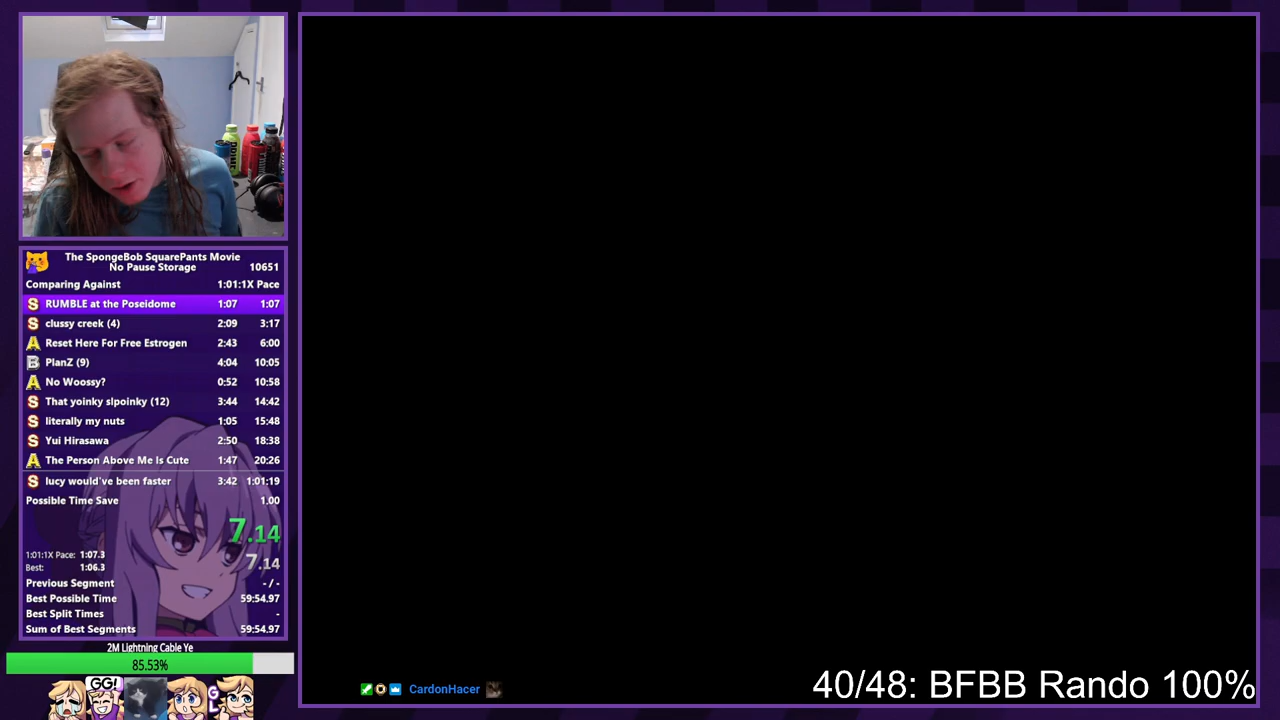 The SpongeBob SquarePants Movie
No Pause Storage 10651
Comparing Against 1:01:1X Pace
S RUMBLE at the Poseidome 1:07 1:07
S clussy creek (4) 2:09 3:17
A Reset Here For Free Estrogen 2:43 6:00
B PlanZ (9) 4:04 10:05
A No Woossy? 0:52 10:58
S That yoinky slpoinky (12) 3:44 14:42
S literally my nuts 1:05 15:48
S Yui Hirasawa 2:50 18:38
A The Person Above Me Is Cute 1:47 20:26
S lucy would've been faster 3:42 1:01:19
Possible Time Save 1.00
7.14
1:01:1X Pace: 1:07.3
Best: 1:06.3
7.14
Previous Segment - / -
Best Possible Time 59:54.97
Best Split Times -
Sum of Best Segments 59:54.97
2M Lightning Cable Ye
85.53%
GG!
GL
CardonHacer
40/48: BFBB Rando 100%